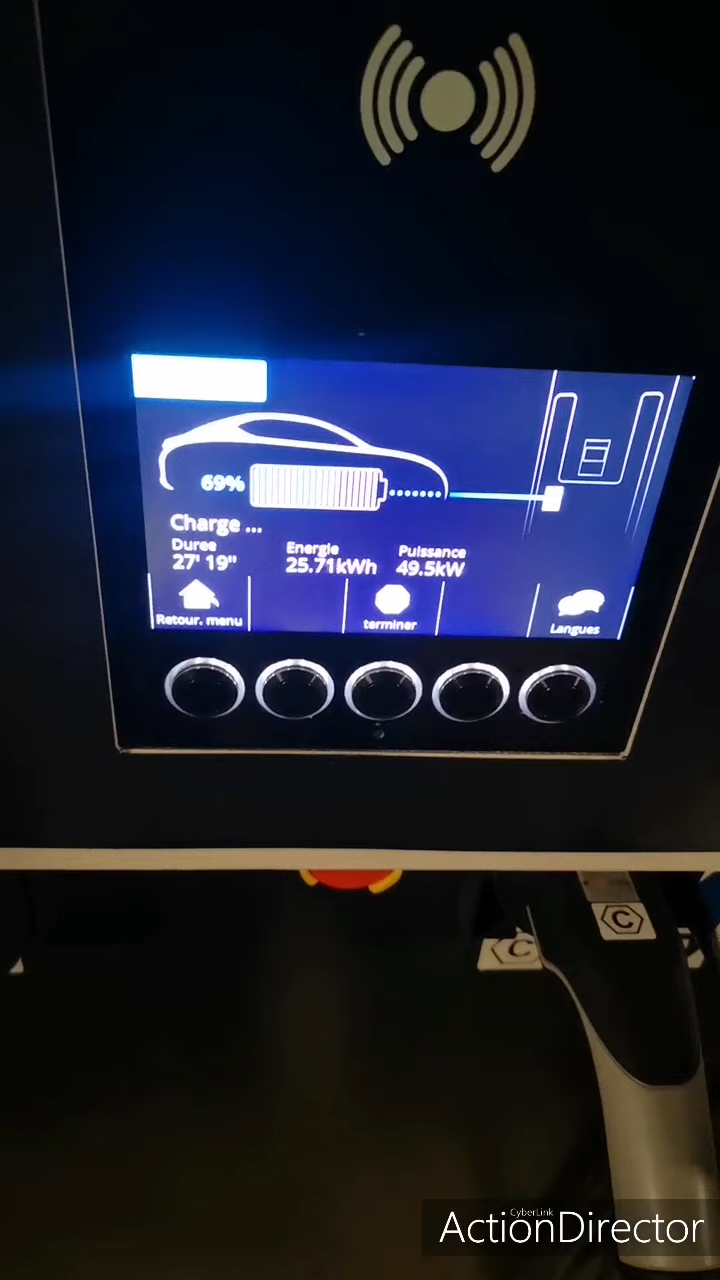 69%
Charge ...
Duree Energie Puissance
27' 19" 25.71kWh 49.5kW
Retour. menu terminer Langues
C
C
CyberLink
ActionDirector